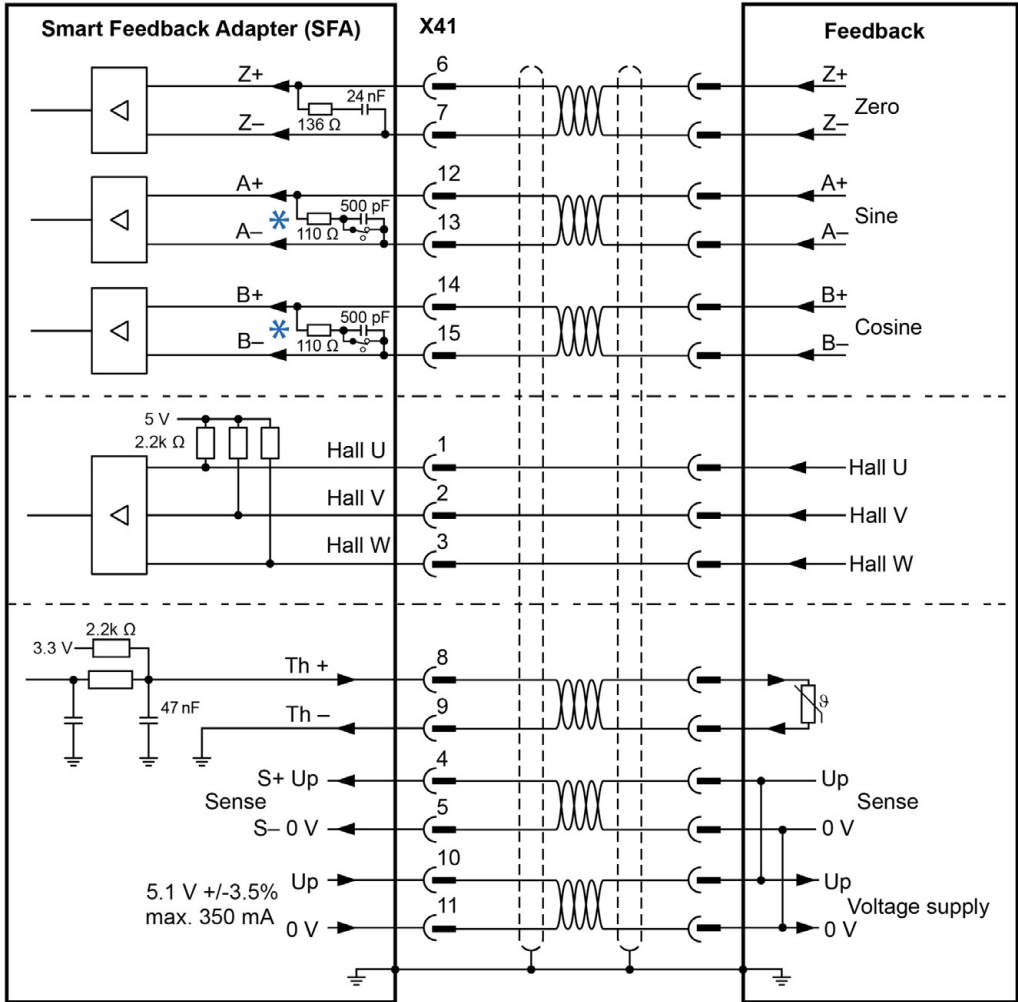 Smart Feedback Adapter (SFA)
X41
Feedback
Z+
6
Z+
24 nF
136 Ω
Zero
Z–
7
Z–
A+
12
A+
500 pF
*
110 Ω
Sine
A–
13
A–
B+
14
B+
500 pF
*
110 Ω
Cosine
B–
15
B–
5 V
2.2k Ω
Hall U
1
Hall U
Hall V
2
Hall V
Hall W
3
Hall W
2.2k Ω
3.3 V
Th +
8
47 nF
Th –
9
ϑ
S+ Up
4
Up
Sense
Sense
S– 0 V
5
0 V
5.1 V +/-3.5%
max. 350 mA
Up
10
Up
Voltage supply
0 V
11
0 V